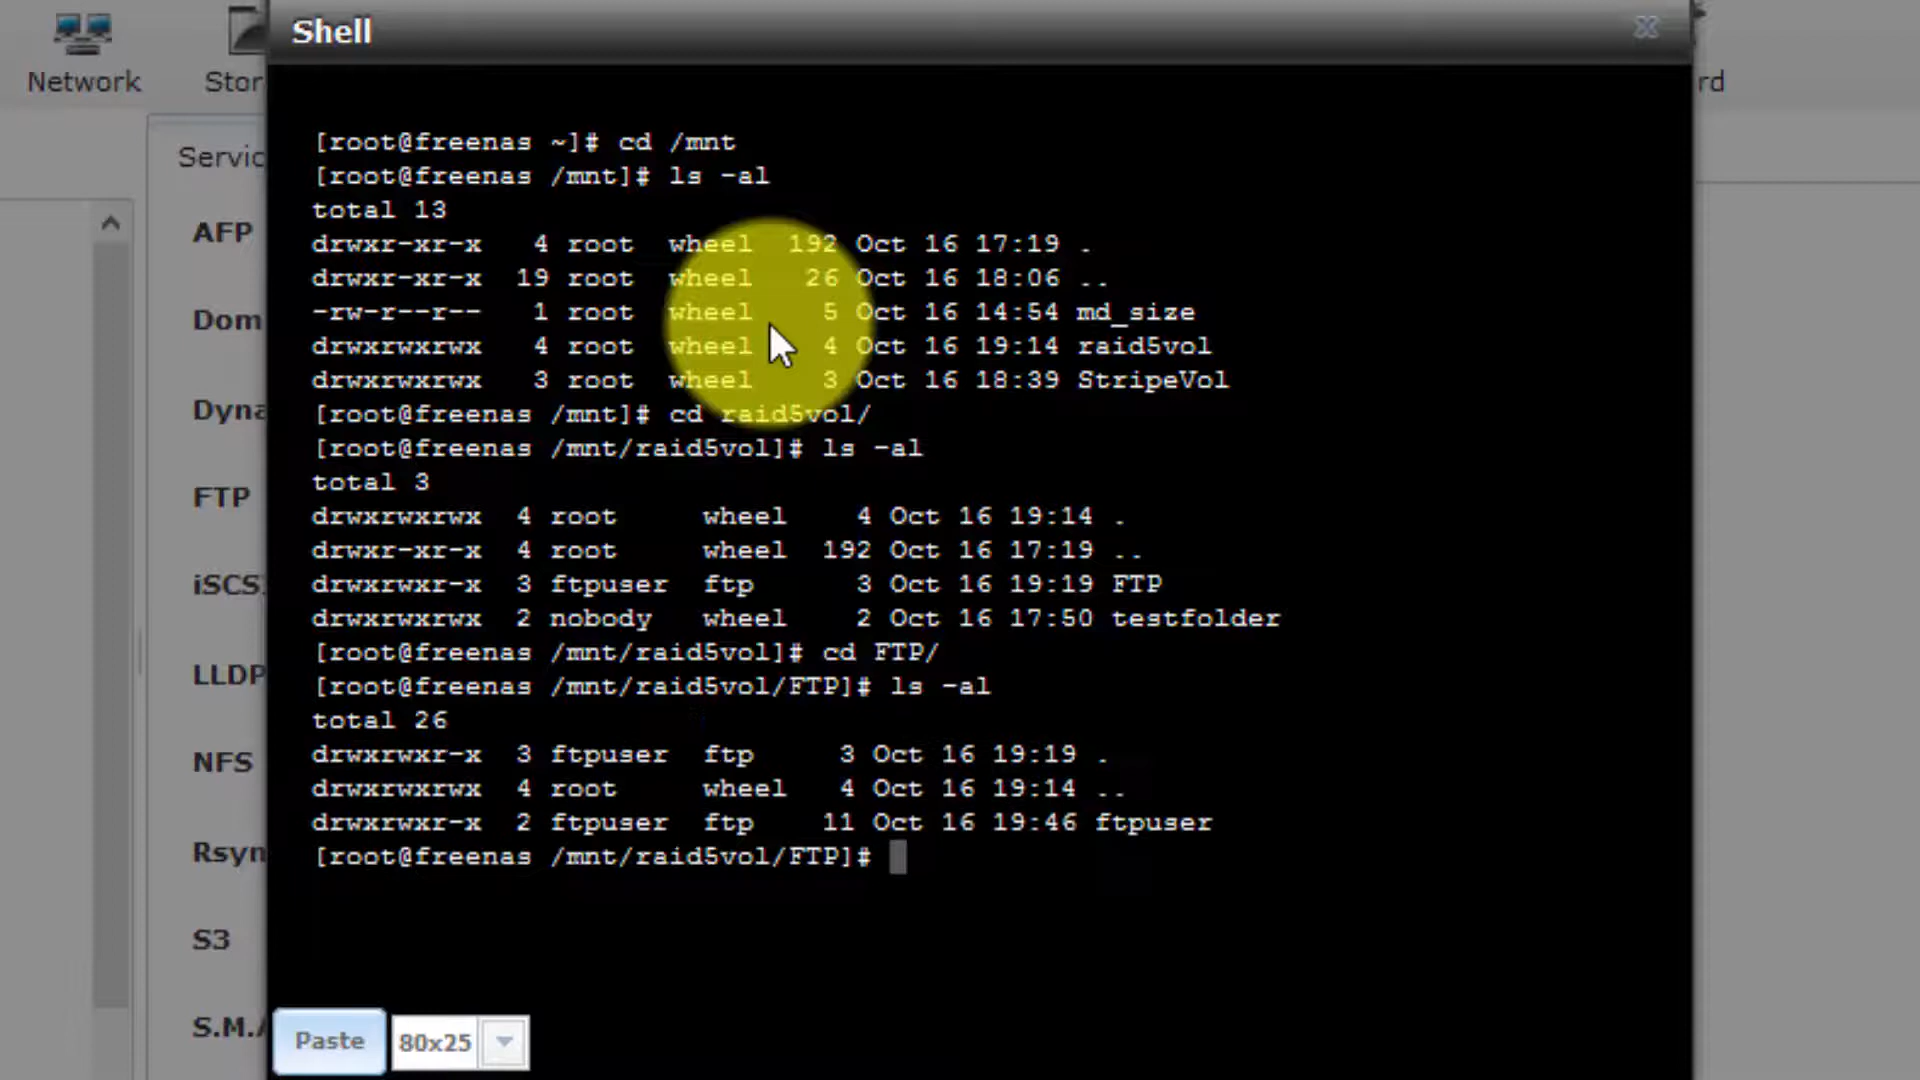 Shell
Network
Stor
rd
Servic
AFP
Dom
Dyna
FTP
iSCS
LLDP
NFS
Rsyn
S3
S.M.
[root@freenas ~]# cd /mnt
[root@freenas /mnt]# ls -al
total 13
drwxr-xr-x 4 root wheel 192 Oct 16 17:19 .
drwxr-xr-x 19 root wheel 26 Oct 16 18:06 ..
-rw-r--r-- 1 root wheel 5 Oct 16 14:54 md_size
drwxrwxrwx 4 root wheel 4 Oct 16 19:14 raid5vol
drwxrwxrwx 3 root wheel 3 Oct 16 18:39 StripeVol
[root@freenas /mnt]# cd raid5vol/
[root@freenas /mnt/raid5vol]# ls -al
total 3
drwxrwxrwx 4 root wheel 4 Oct 16 19:14 .
drwxr-xr-x 4 root wheel 192 Oct 16 17:19 ..
drwxrwxr-x 3 ftpuser ftp 3 Oct 16 19:19 FTP
drwxrwxrwx 2 nobody wheel 2 Oct 16 17:50 testfolder
[root@freenas /mnt/raid5vol]# cd FTP/
[root@freenas /mnt/raid5vol/FTP]# ls -al
total 26
drwxrwxr-x 3 ftpuser ftp 3 Oct 16 19:19 .
drwxrwxrwx 4 root wheel 4 Oct 16 19:14 ..
drwxrwxr-x 2 ftpuser ftp 11 Oct 16 19:46 ftpuser
[root@freenas /mnt/raid5vol/FTP]#
Paste
80x25